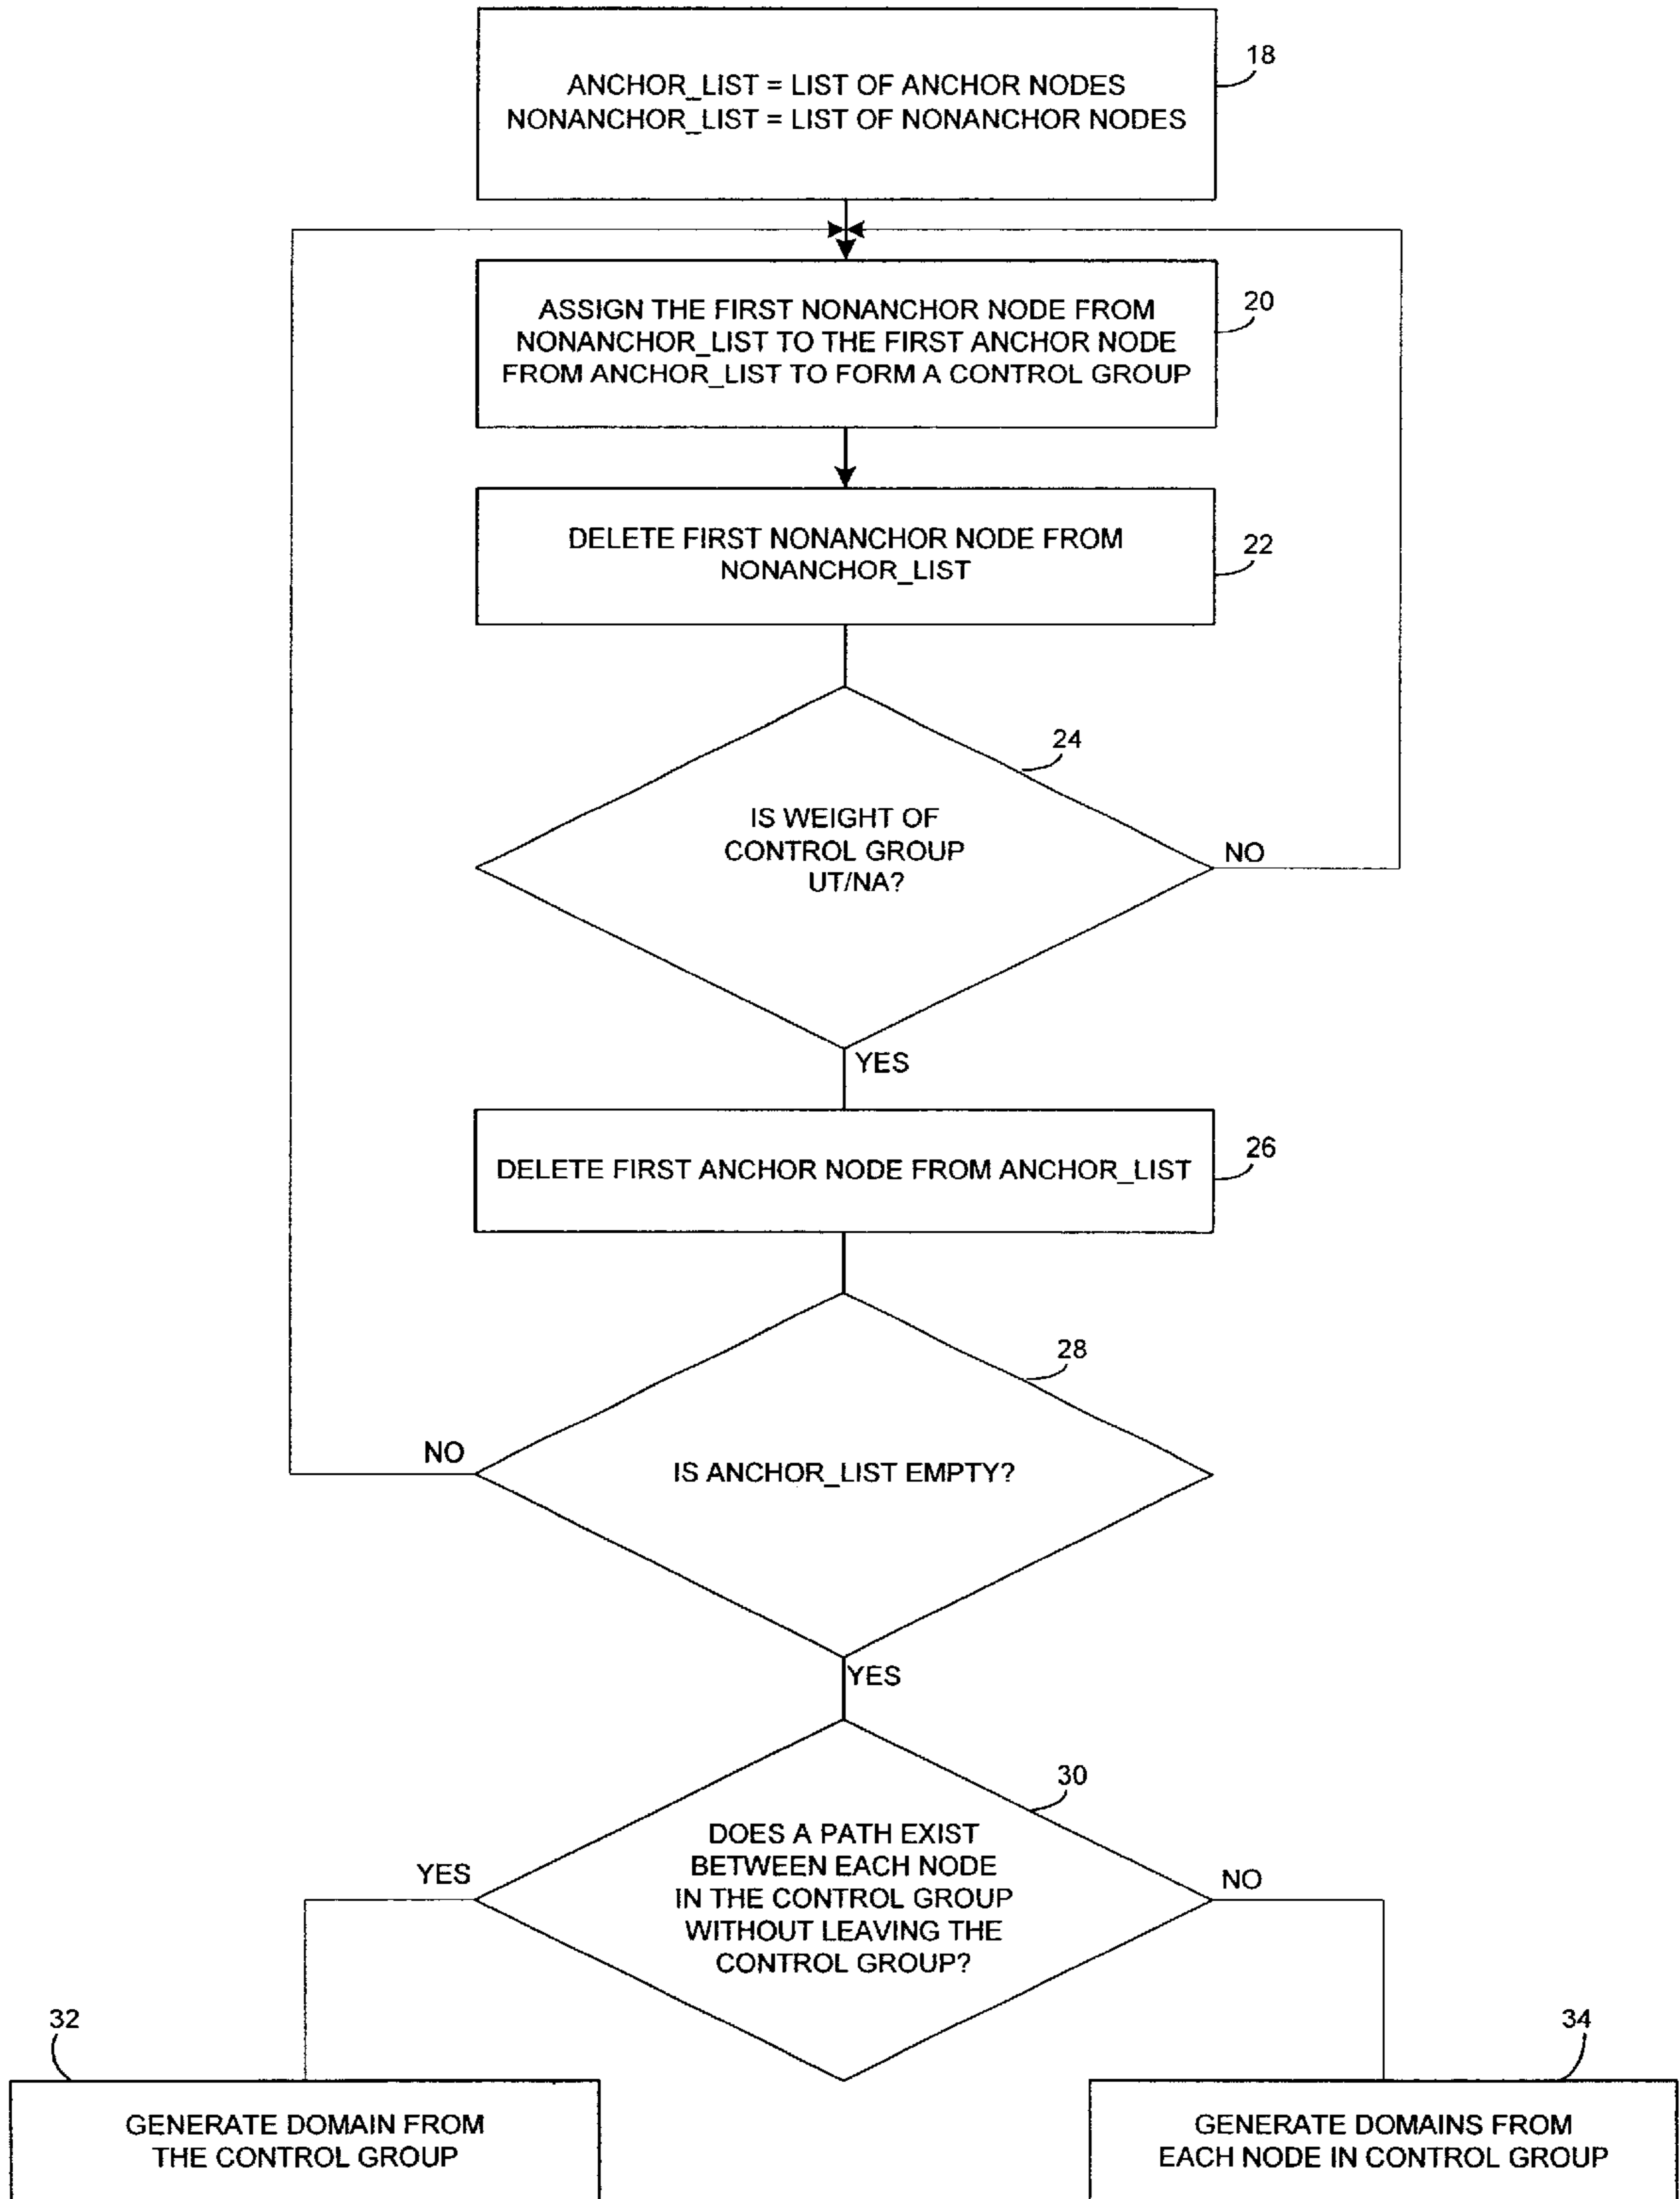 18
ANCHOR_LIST = LIST OF ANCHOR NODES
NONANCHOR_LIST = LIST OF NONANCHOR NODES
20
ASSIGN THE FIRST NONANCHOR NODE FROM
NONANCHOR_LIST TO THE FIRST ANCHOR NODE
FROM ANCHOR_LIST TO FORM A CONTROL GROUP
22
DELETE FIRST NONANCHOR NODE FROM
NONANCHOR_LIST
24
IS WEIGHT OF
CONTROL GROUP
UT/NA?
NO
YES
26
DELETE FIRST ANCHOR NODE FROM ANCHOR_LIST
28
NO
IS ANCHOR_LIST EMPTY?
YES
30
DOES A PATH EXIST
BETWEEN EACH NODE
IN THE CONTROL GROUP
WITHOUT LEAVING THE
CONTROL GROUP?
YES
NO
32
34
GENERATE DOMAIN FROM
THE CONTROL GROUP
GENERATE DOMAINS FROM
EACH NODE IN CONTROL GROUP